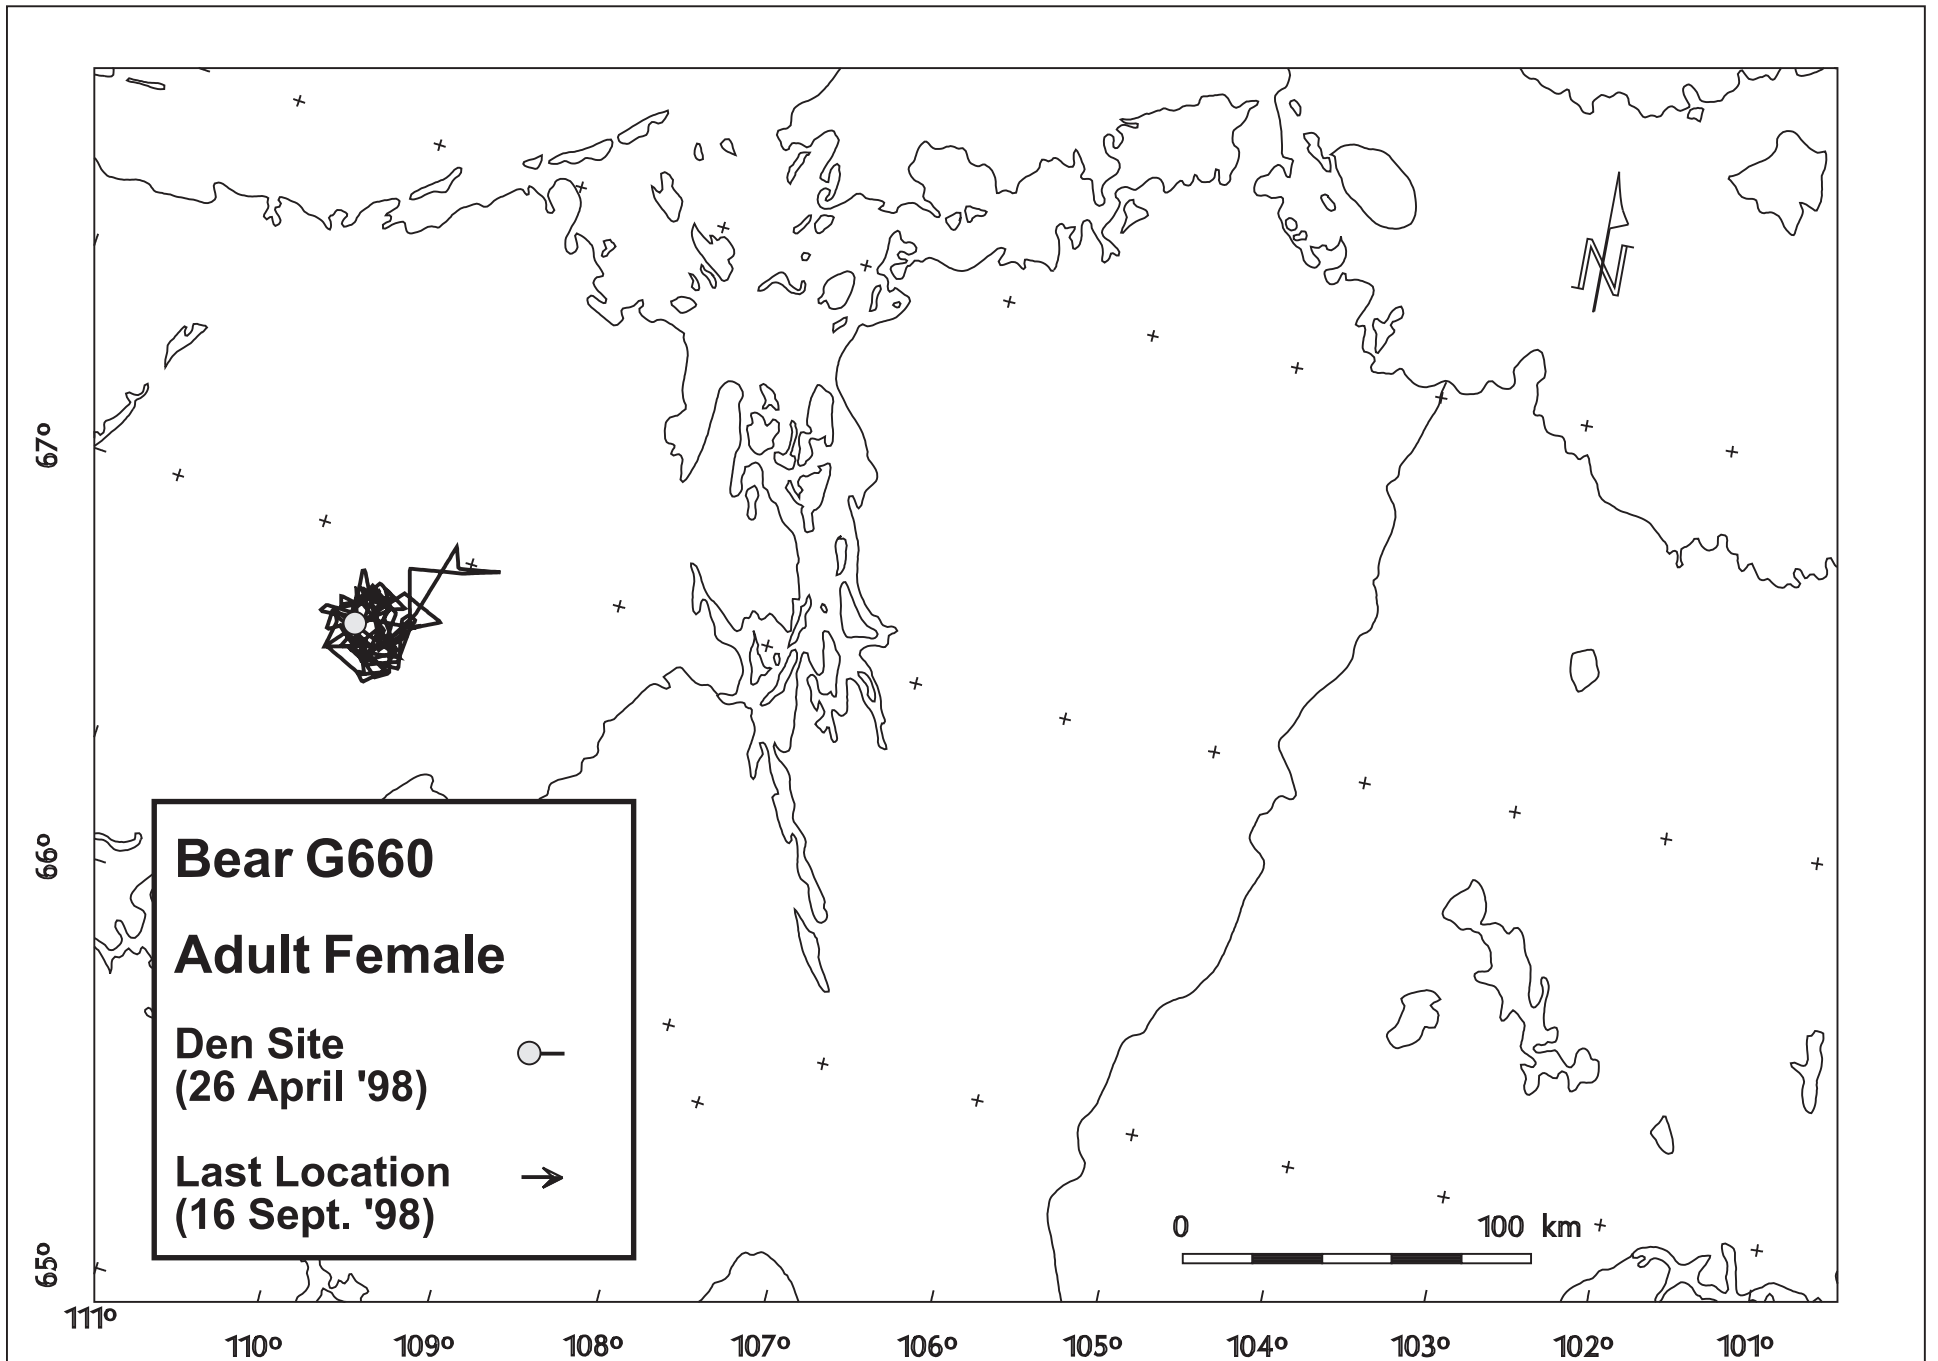 N
67º
66º
65º
Bear G660
Adult Female
Den Site
(26 April '98)
Last Location
(16 Sept. '98)
0 100 km
111º
110º 109º 108º 107º 106º 105º 104º 103º 102º 101º